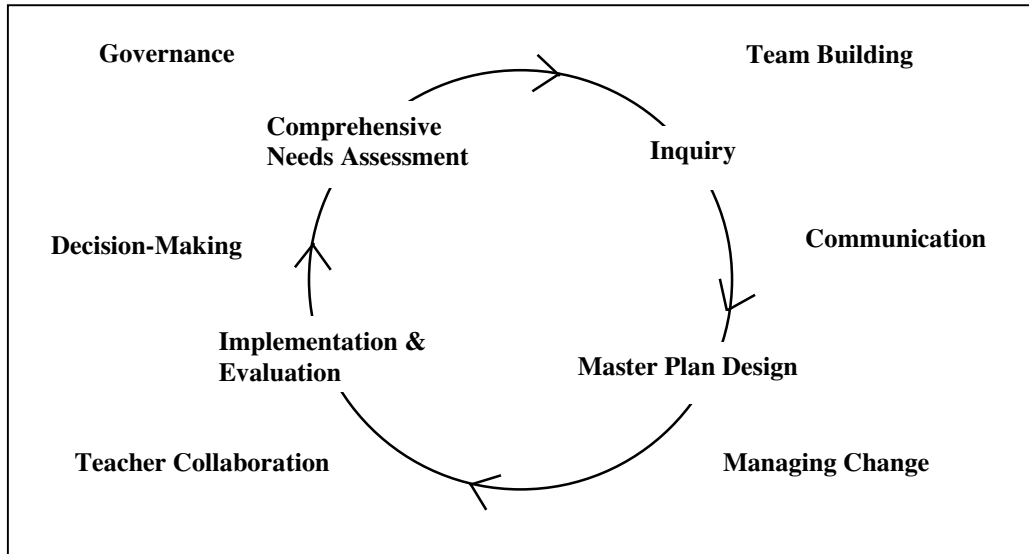 Governance
Team Building
Comprehensive
Needs Assessment
Inquiry
Decision-Making
Communication
Implementation &
Evaluation
Master Plan Design
Teacher Collaboration
Managing Change